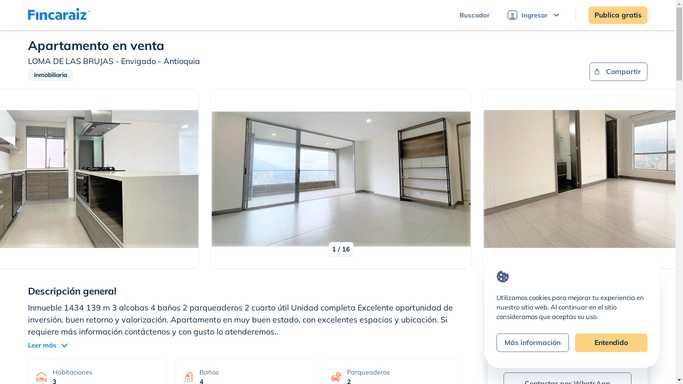 Fincaraiz
Buscador
Ingresar
Publica gratis
Apartamento en venta
LOMA DE LAS BRUJAS - Envigado - Antioquia
Inmobiliaria
Compartir
1 / 16
Descripción general
Inmueble 1434 139 m 3 alcobas 4 baños 2 parqueaderos 2 cuarto útil Unidad completa Excelente oportunidad de
inversión, buen retorno y valorización. Apartamento en muy buen estado, con excelentes espacios y ubicación. Si
requiere más información contáctenos y con gusto lo atenderemos..
Leer más
Habitaciones
3
Baños
4
Parqueaderos
2
Utilizamos cookies para mejorar tu experiencia en
nuestro sitio web. Al continuar en el sitio
consideramos que aceptas su uso.
Más información
Entendido
Contactar por WhatsApp